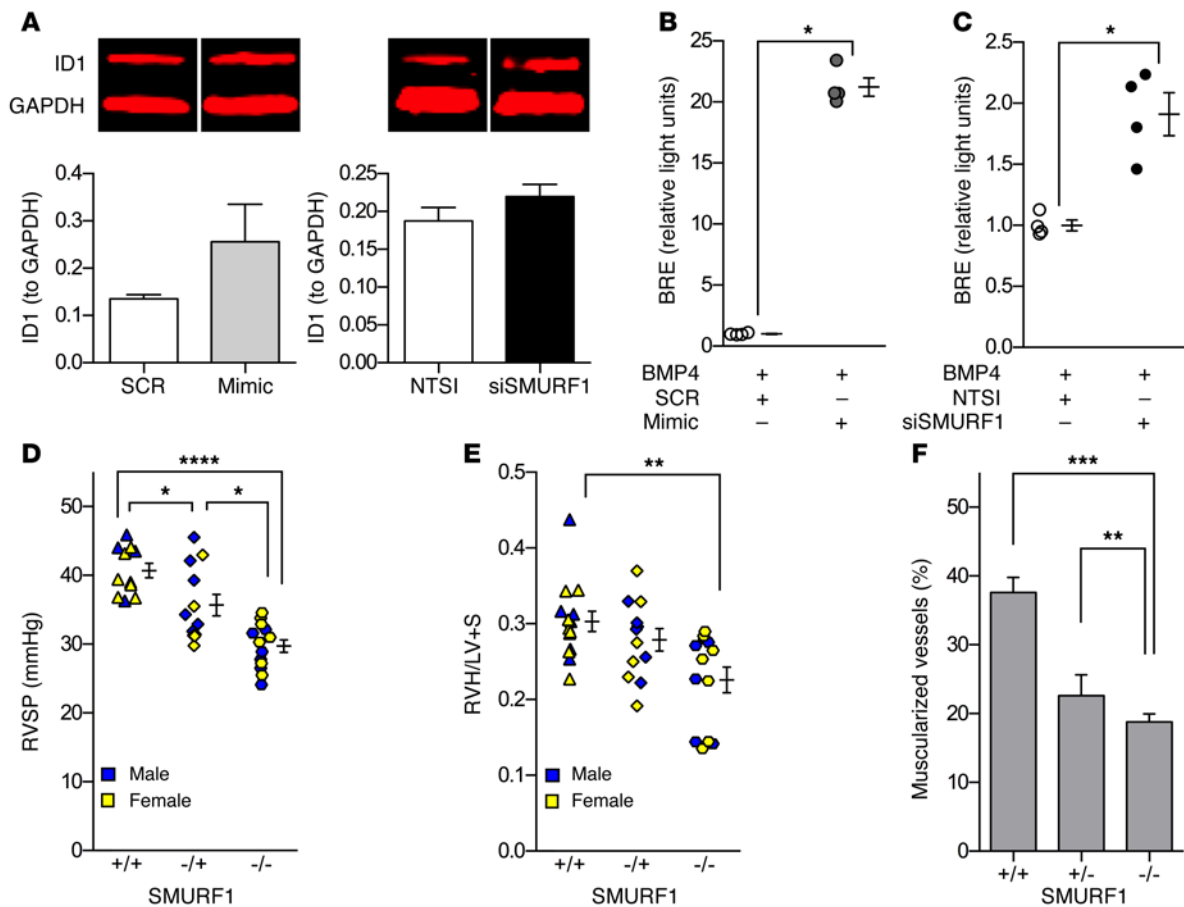 A
ID1
GAPDH
ID1 (to GAPDH)
0.4
0.3
0.2
0.1
0.0
SCR
Mimic
ID1 (to GAPDH)
0.25
0.20
0.15
0.10
0.05
0.00
NTSI
siSMURF1
B
BRE (relative light units)
25
20
15
10
5
0
*
BMP4 + +
SCR + –
Mimic – +
C
BRE (relative light units)
2.5
2.0
1.5
1.0
0.5
0.0
*
BMP4 + +
NTSI + –
siSMURF1 – +
D
RVSP (mmHg)
50
40
30
20
10
0
****
* *
Male
Female
+/+ -/+ -/-
SMURF1
E
RVH/LV+S
0.5
0.4
0.3
0.2
0.1
0.0
**
Male
Female
+/+ -/+ -/-
SMURF1
F
Muscularized vessels (%)
50
40
30
20
10
0
***
**
+/+ +/- -/-
SMURF1